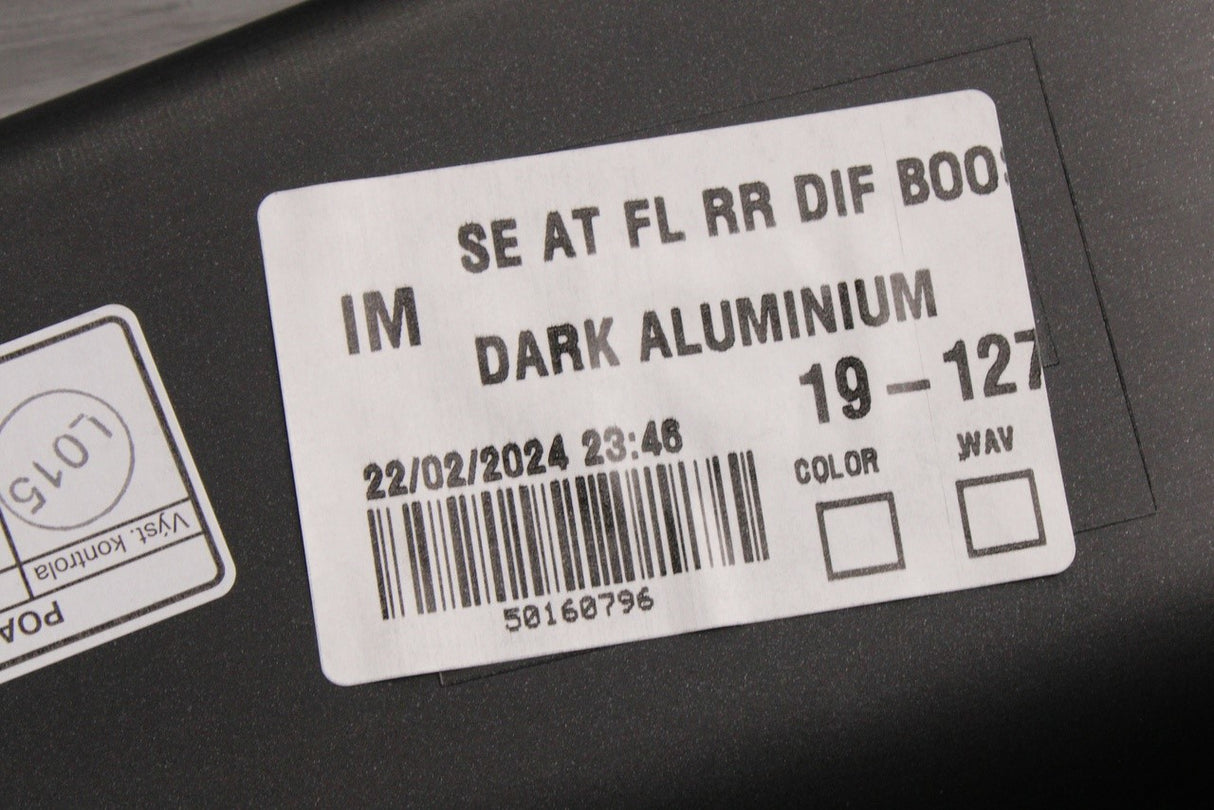 SE AT FL RR DIF BOOS
IM
DARK ALUMINIUM
19 – 127
22/02/2024 23:46
COLOR
WAV
50160796
L015
Výst. kontrola
POA